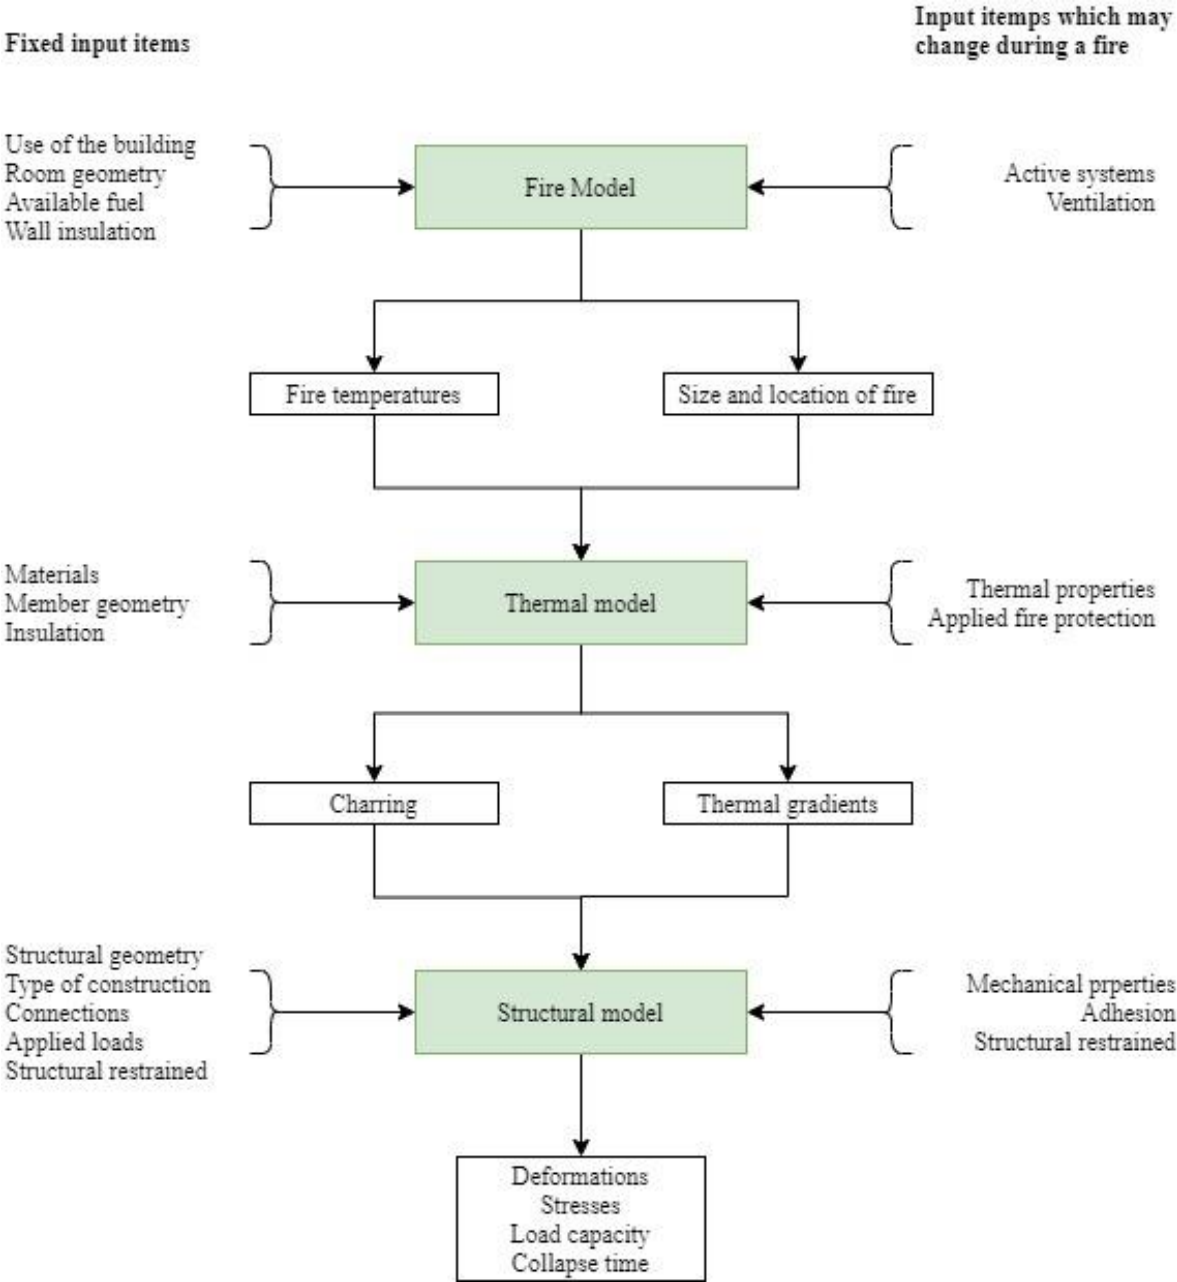 Fixed input items
Input itemps which may
change during a fire
Use of the building
Room geometry
Available fuel
Wall insulation
Fire Model
Active systems
Ventilation
Fire temperatures
Size and location of fire
Materials
Member geometry
Insulation
Thermal model
Thermal properties
Applied fire protection
Charring
Thermal gradients
Structural geometry
Type of construction
Connections
Applied loads
Structural restrained
Structural model
Mechanical prperties
Adhesion
Structural restrained
Deformations
Stresses
Load capacity
Collapse time